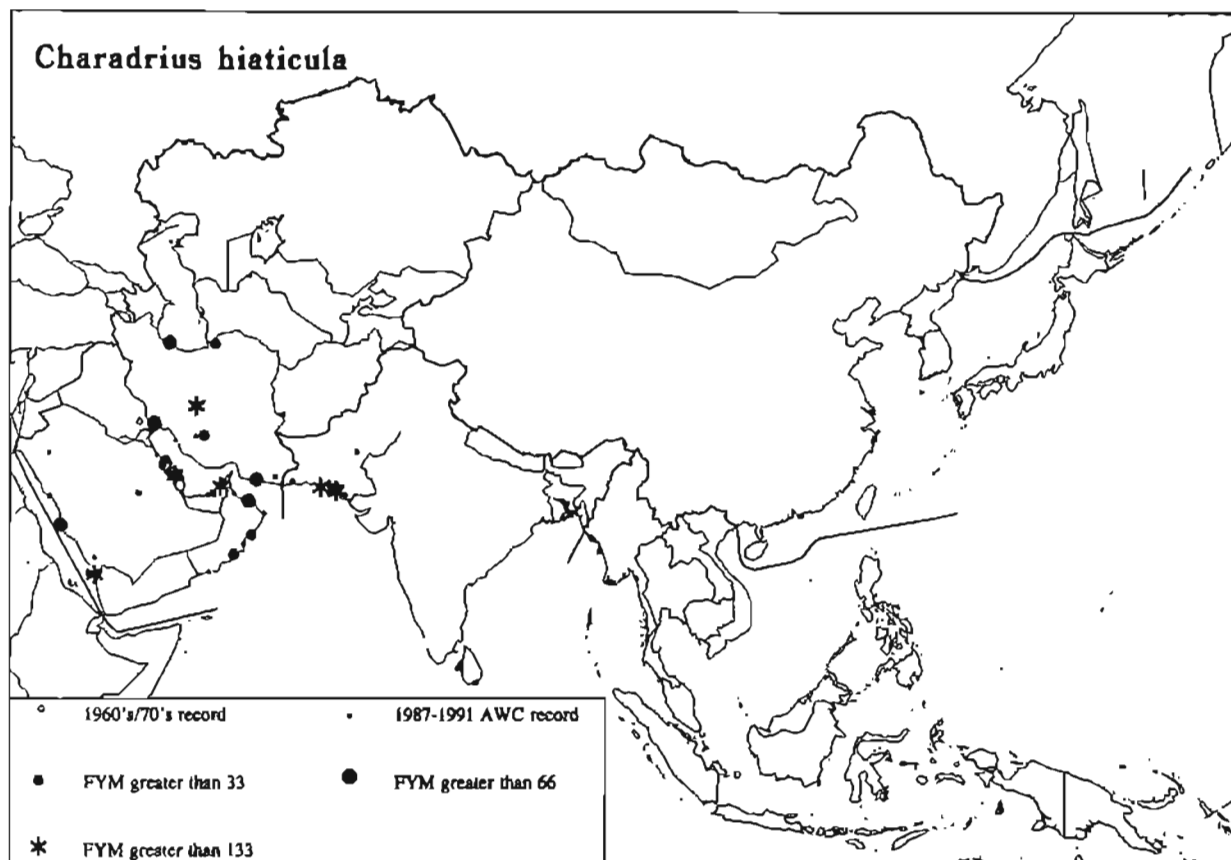 Charadrius hiaticula
1960's/70's record
1987-1991 AWC record
FYM greater than 33
FYM greater than 66
FYM greater than 133